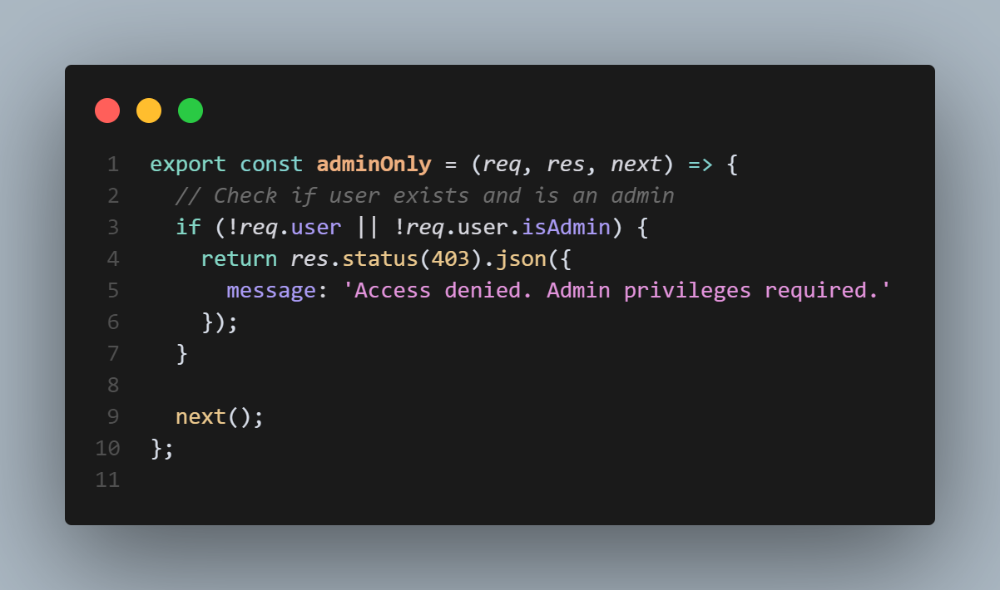 1 export const adminOnly = (req, res, next) => {
2   // Check if user exists and is an admin
3   if (!req.user || !req.user.isAdmin) {
4     return res.status(403).json({
5       message: 'Access denied. Admin privileges required.'
6     });
7   }
8
9   next();
10 };
11